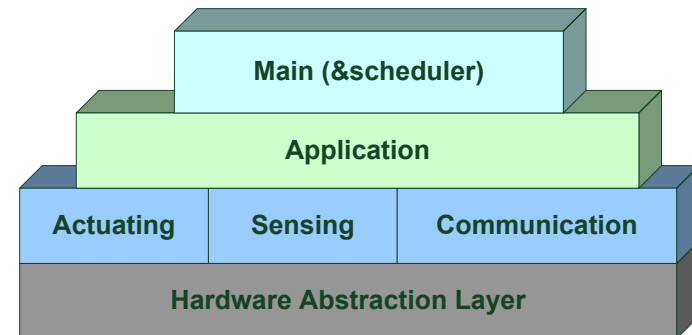 Main (&scheduler)
Application
Actuating Sensing Communication
Hardware Abstraction Layer